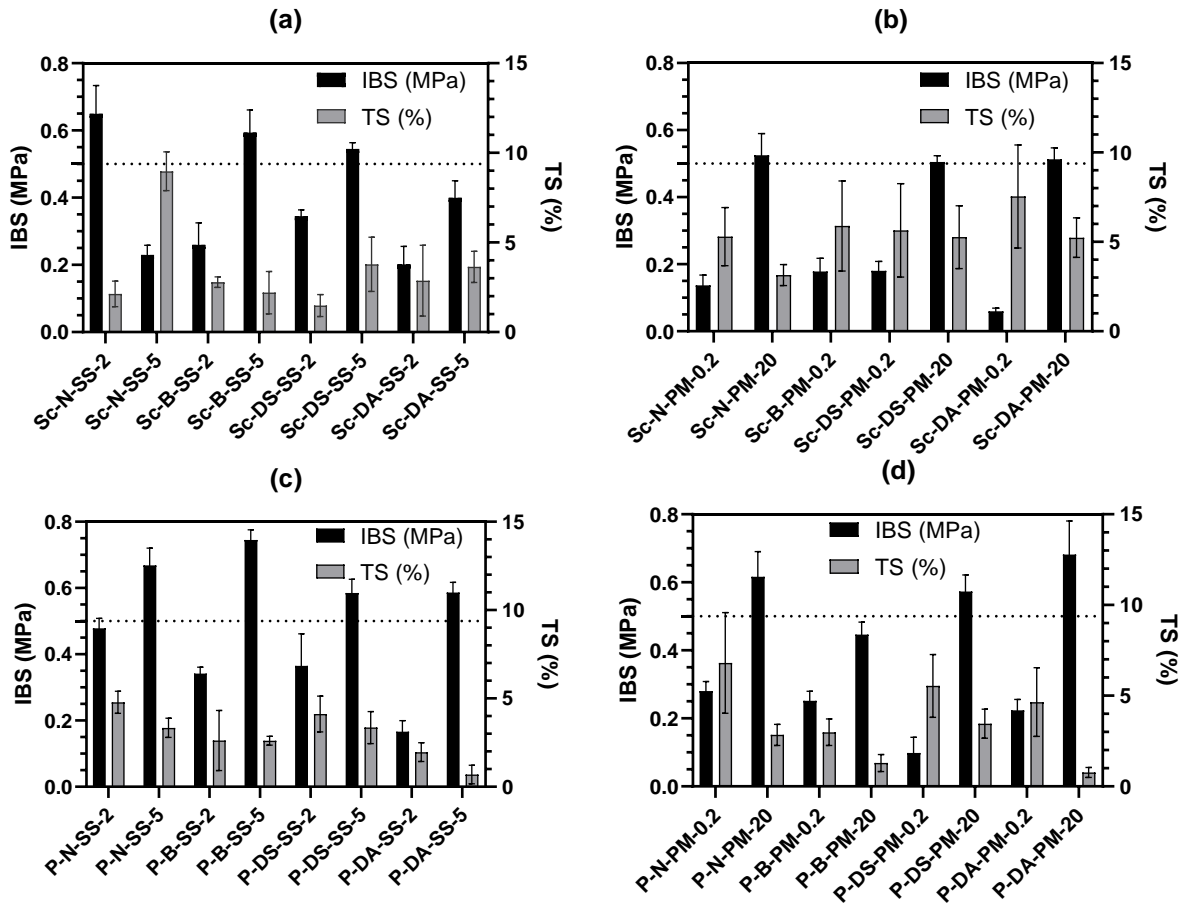 (a)
IBS (MPa)
TS (%)
0.8
0.6
0.4
0.2
0.0
IBS (MPa)
15
10
5
0
TS (%)
Sc-N-SS-2
Sc-N-SS-5
Sc-B-SS-2
Sc-B-SS-5
Sc-DS-SS-2
Sc-DS-SS-5
Sc-DA-SS-2
Sc-DA-SS-5
(b)
IBS (MPa)
TS (%)
0.8
0.6
0.4
0.2
0.0
IBS (MPa)
15
10
5
0
TS (%)
Sc-N-PM-0.2
Sc-N-PM-20
Sc-B-PM-0.2
Sc-DS-PM-0.2
Sc-DS-PM-20
Sc-DA-PM-0.2
Sc-DA-PM-20
(c)
IBS (MPa)
TS (%)
0.8
0.6
0.4
0.2
0.0
IBS (MPa)
15
10
5
0
TS (%)
P-N-SS-2
P-N-SS-5
P-B-SS-2
P-B-SS-5
P-DS-SS-2
P-DS-SS-5
P-DA-SS-2
P-DA-SS-5
(d)
IBS (MPa)
TS (%)
0.8
0.6
0.4
0.2
0.0
IBS (MPa)
15
10
5
0
TS (%)
P-N-PM-0.2
P-N-PM-20
P-B-PM-0.2
P-B-PM-20
P-DS-PM-0.2
P-DS-PM-20
P-DA-PM-0.2
P-DA-PM-20